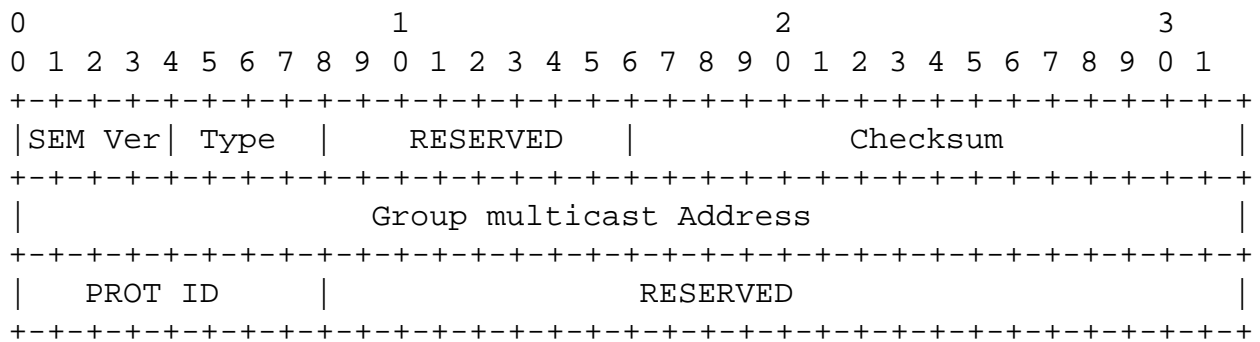 0                   1                   2                   3
0 1 2 3 4 5 6 7 8 9 0 1 2 3 4 5 6 7 8 9 0 1 2 3 4 5 6 7 8 9 0 1
+-+-+-+-+-+-+-+-+-+-+-+-+-+-+-+-+-+-+-+-+-+-+-+-+-+-+-+-+-+-+-+-+
|SEM Ver| Type  |    RESERVED   |           Checksum            |
+-+-+-+-+-+-+-+-+-+-+-+-+-+-+-+-+-+-+-+-+-+-+-+-+-+-+-+-+-+-+-+-+
|                  Group multicast Address                      |
+-+-+-+-+-+-+-+-+-+-+-+-+-+-+-+-+-+-+-+-+-+-+-+-+-+-+-+-+-+-+-+-+
|   PROT ID     |                RESERVED                       |
+-+-+-+-+-+-+-+-+-+-+-+-+-+-+-+-+-+-+-+-+-+-+-+-+-+-+-+-+-+-+-+-+